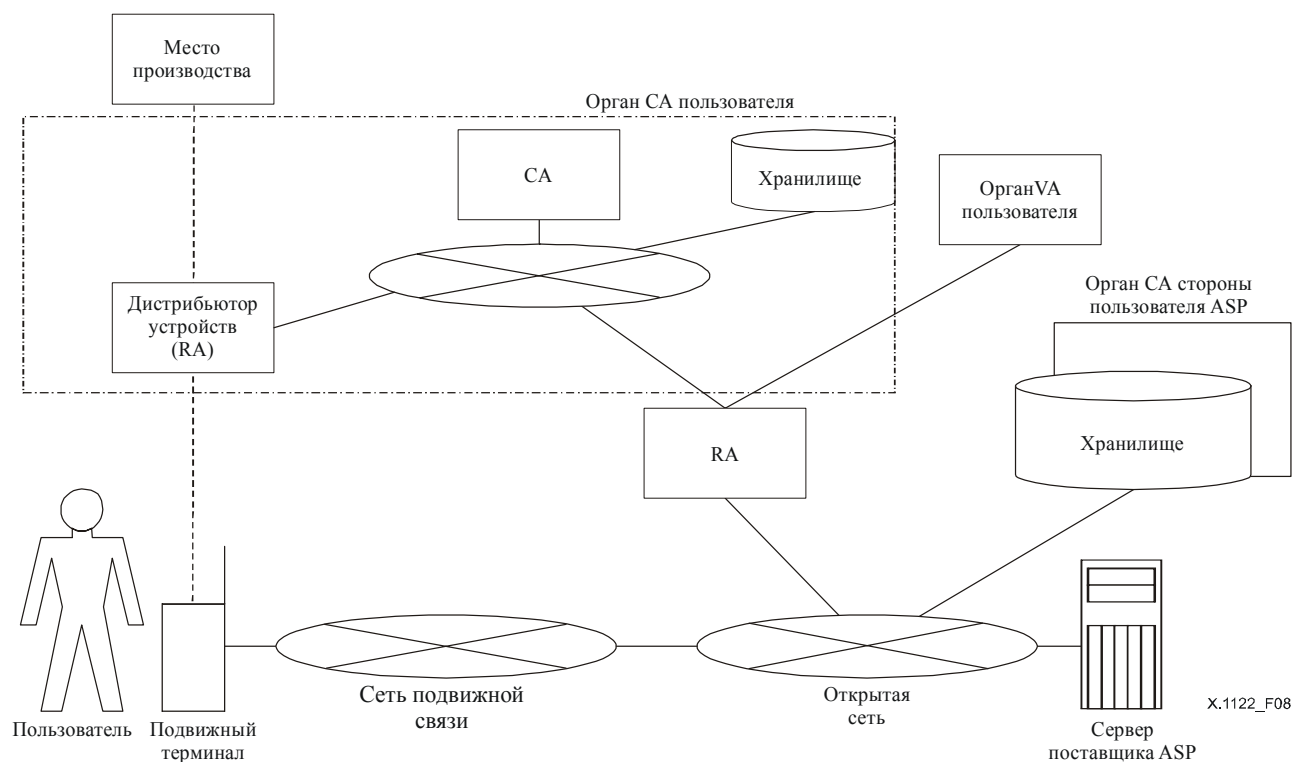 Место
производства
Орган CA пользователя
CA
Хранилище
ОрганVA
пользователя
Дистрибьютор
устройств
(RA)
Орган CA стороны
пользователя ASP
RA
Хранилище
Пользователь
Подвижный
терминал
Сеть подвижной
связи
Открытая
сеть
Сервер
поставщика ASP
X.1122_F08